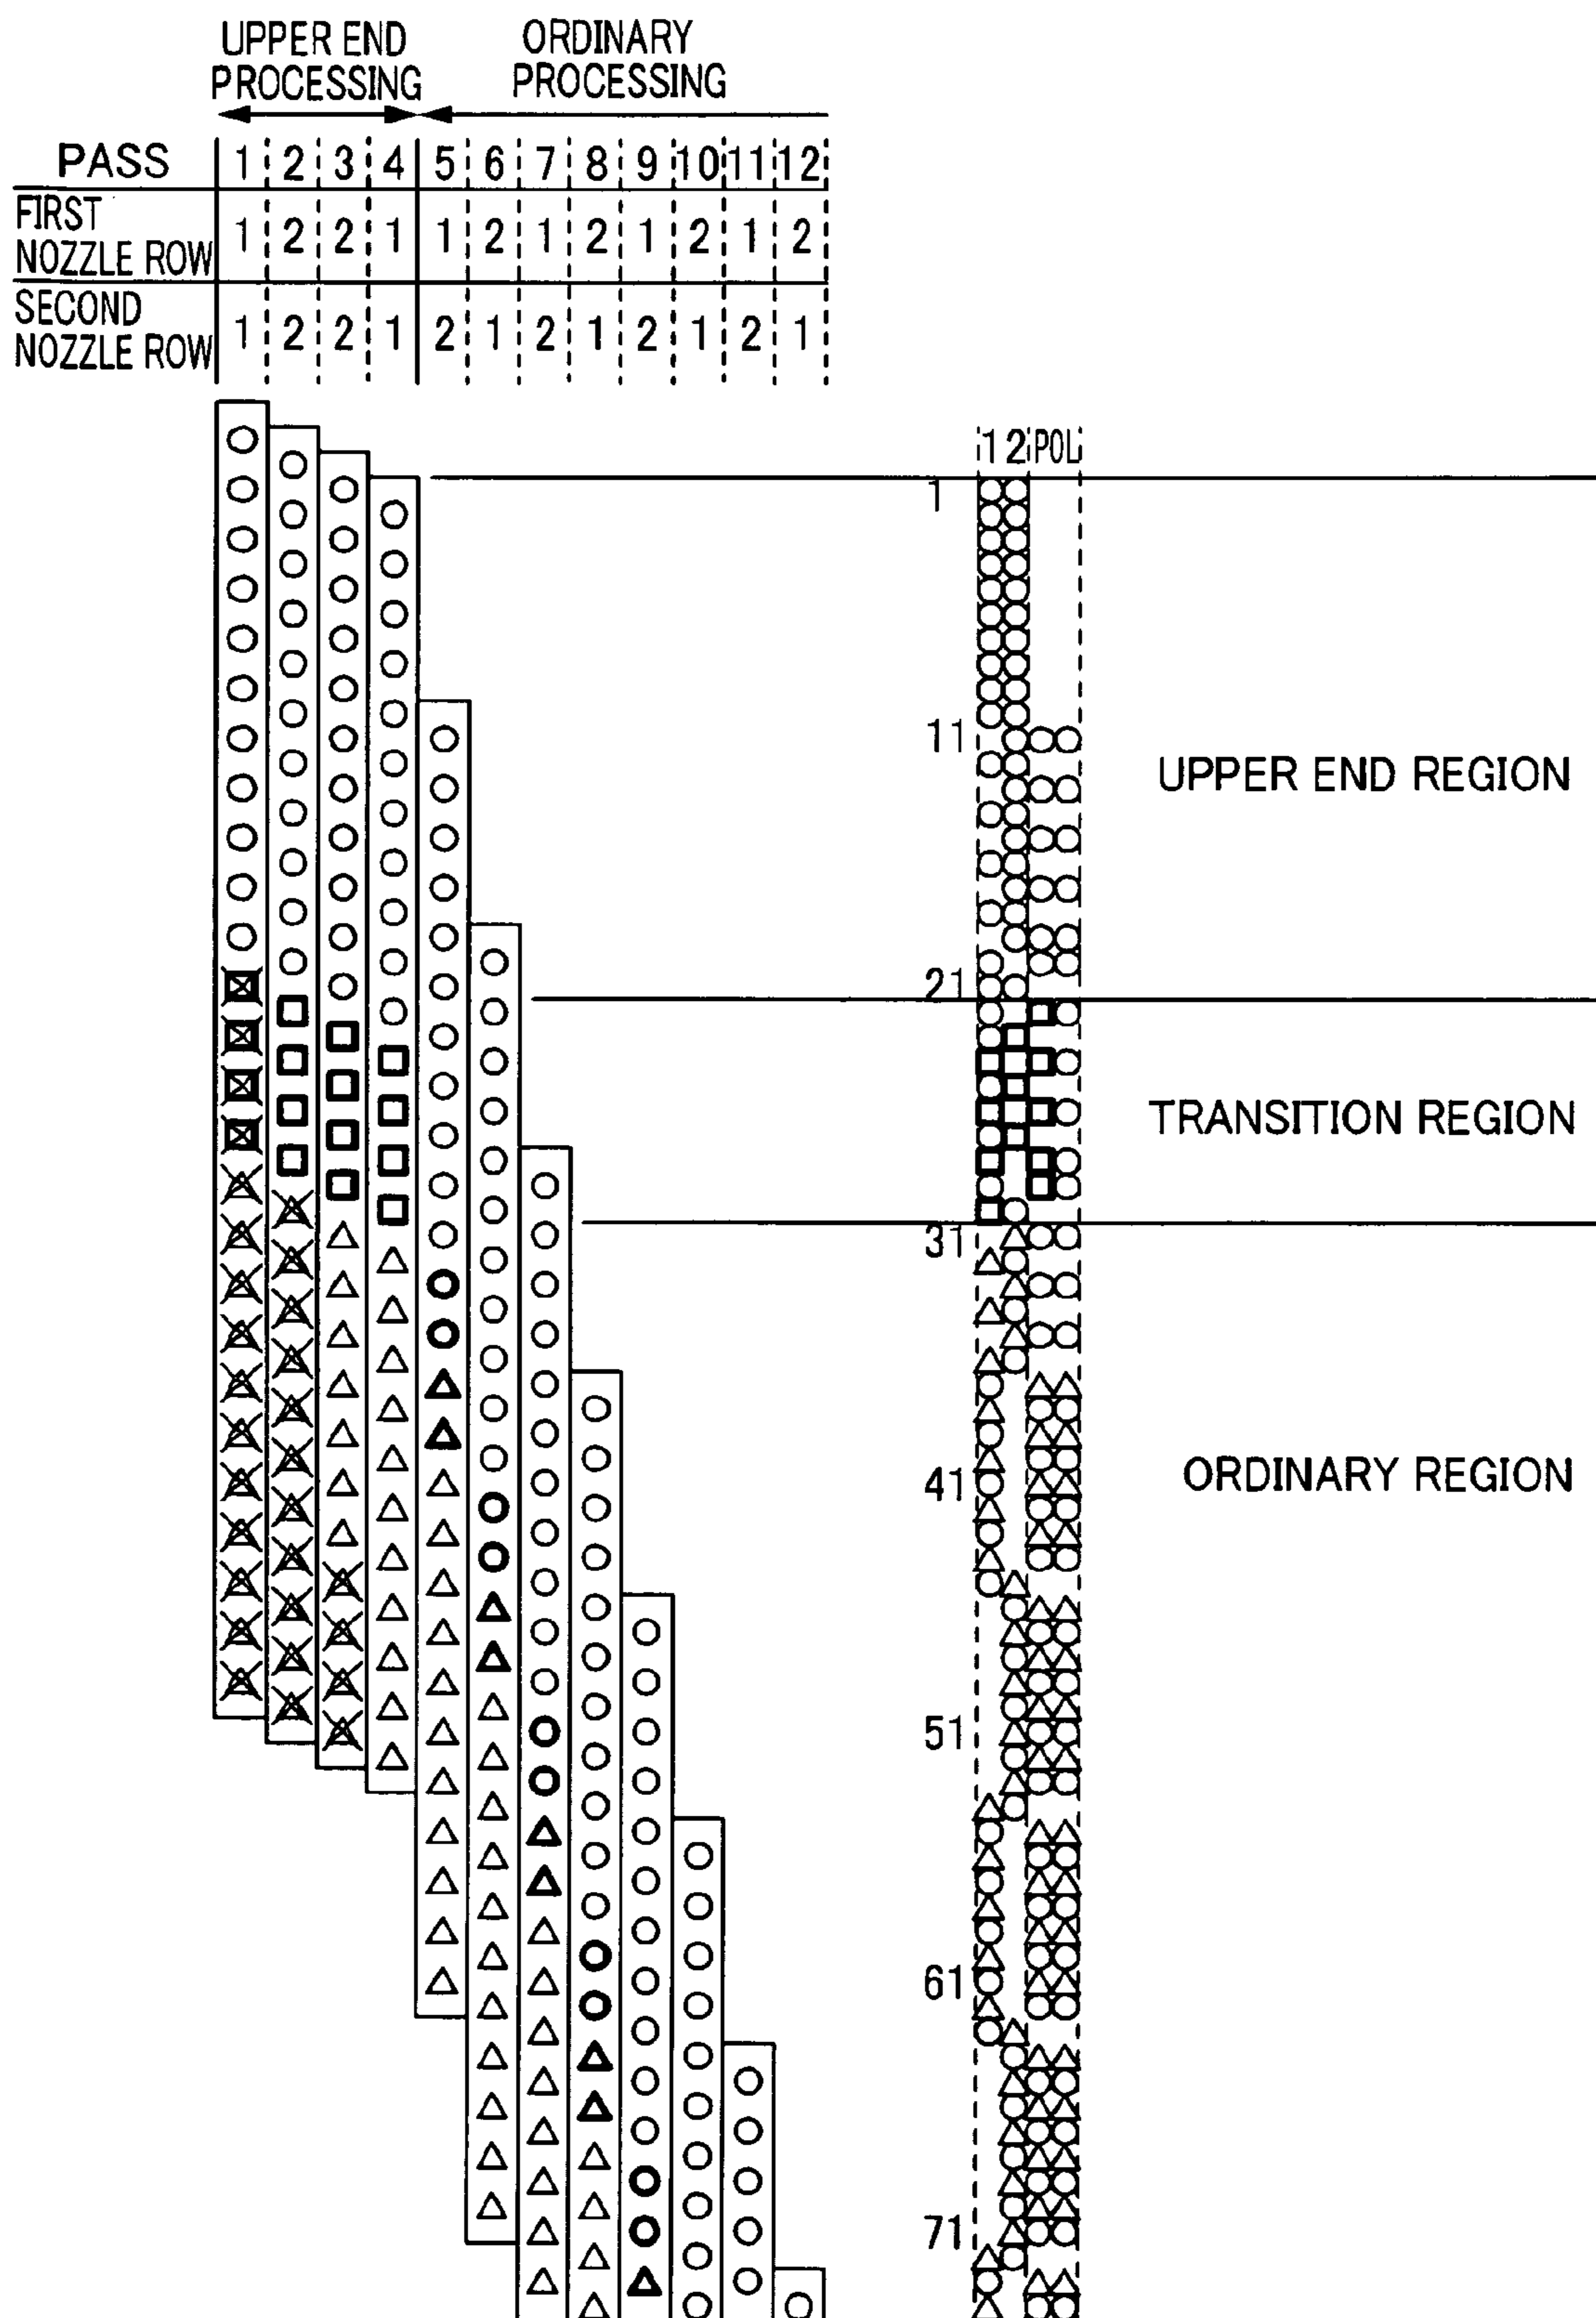 UPPER END ORDINARY
PROCESSING PROCESSING
PASS 1 2 3 4 5 6 7 8 9 10 11 12
FIRST
NOZZLE ROW 1 2 2 1 1 2 1 2 1 2 1 2
SECOND
NOZZLE ROW 1 2 2 1 2 1 2 1 2 1 2 1
1 2 POL
1
11
UPPER END REGION
21
TRANSITION REGION
31
ORDINARY REGION
41
51
61
71